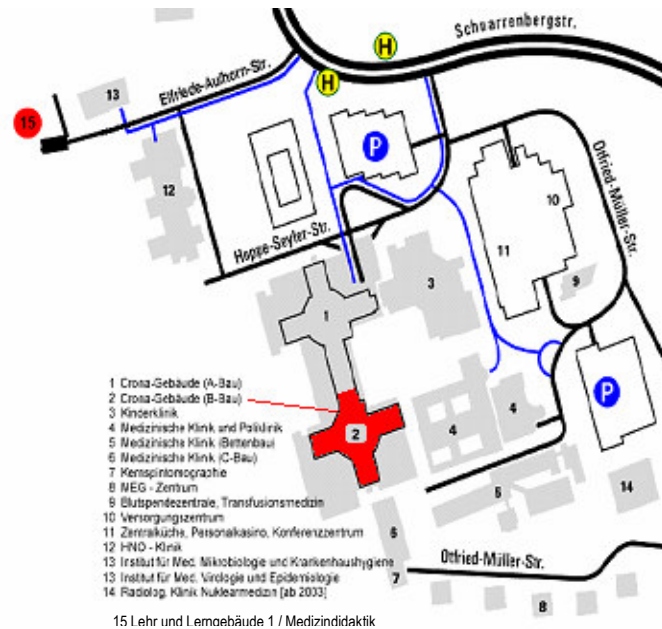 H
Schnarrenbergstr.
H
13
Elfriede-Aulhorn-Str.
15
P
Otfried-Müller-Str.
12
10
Hoppe-Seyler-Str.
11
3
9
1
P
1 Crona-Gebäude (A-Bau)
2 Crona-Gebäude (B-Bau)
3 Kinderklinik
4 Medizinische Klinik und Poliklinik
5 Medizinische Klinik (Bettenbau)
6 Medizinische Klinik (C-Bau)
7 Kernspintomographie
8 MEG - Zentrum
9 Blutspendezentrale, Transfusionsmedizin
10 Versorgungszentrum
11 Zentralküche, Personalkasino, Konferenzzentrum
12 HNO - Klinik
13 Institut für Med. Mikrobiologie und Krankenhaushygiene
13 Institut für Med. Virologie und Epidemiologie
14 Radiolog. Klinik Nuklearmedizin [ab 2003]
15 Lehr und Lerngebäude 1 / Medizindidaktik
2
4
4
5
14
6
Otfried-Müller-Str.
7
8